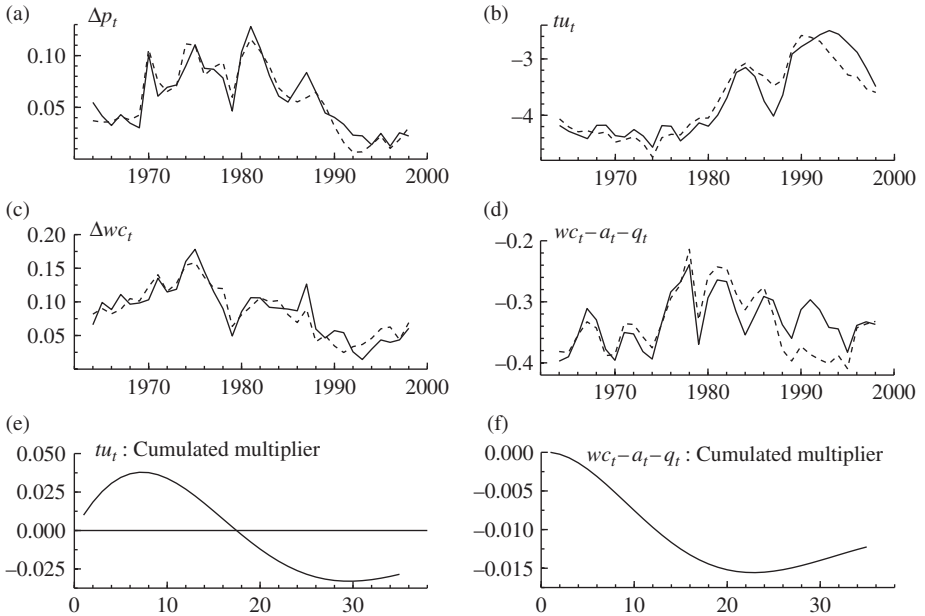 (a)
Δp_t
0.10
0.05
1970 1980 1990 2000
(b)
tu_t
−3
−4
1970 1980 1990 2000
(c)
Δwc_t
0.20
0.15
0.10
0.05
1970 1980 1990 2000
(d)
wc_t−a_t−q_t
−0.2
−0.3
−0.4
1970 1980 1990 2000
(e)
tu_t : Cumulated multiplier
0.050
0.025
0.000
−0.025
0 10 20 30
(f)
wc_t−a_t−q_t : Cumulated multiplier
0.000
−0.005
−0.010
−0.015
0 10 20 30